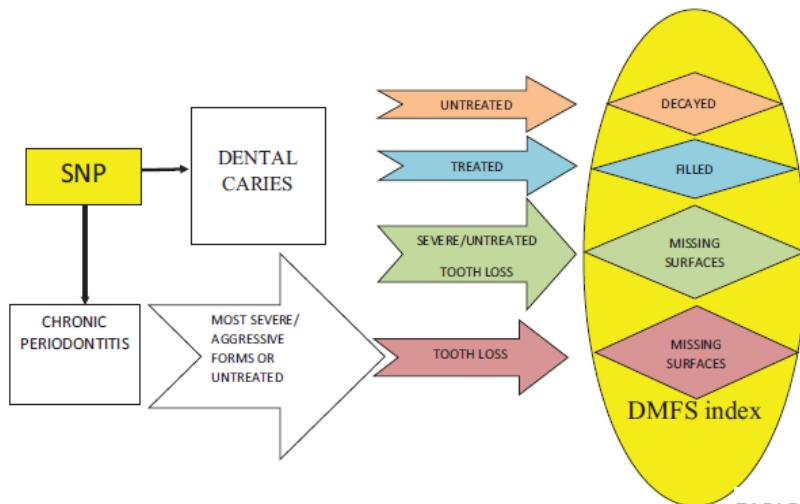 SNP
DENTAL
CARIES
UNTREATED
DECAYED
TREATED
FILLED
SEVERE/UNTREATED
TOOTH LOSS
MISSING
SURFACES
CHRONIC
PERIODONTITIS
MOST SEVERE/
AGGRESSIVE
FORMS OR
UNTREATED
TOOTH LOSS
MISSING
SURFACES
DMFS index